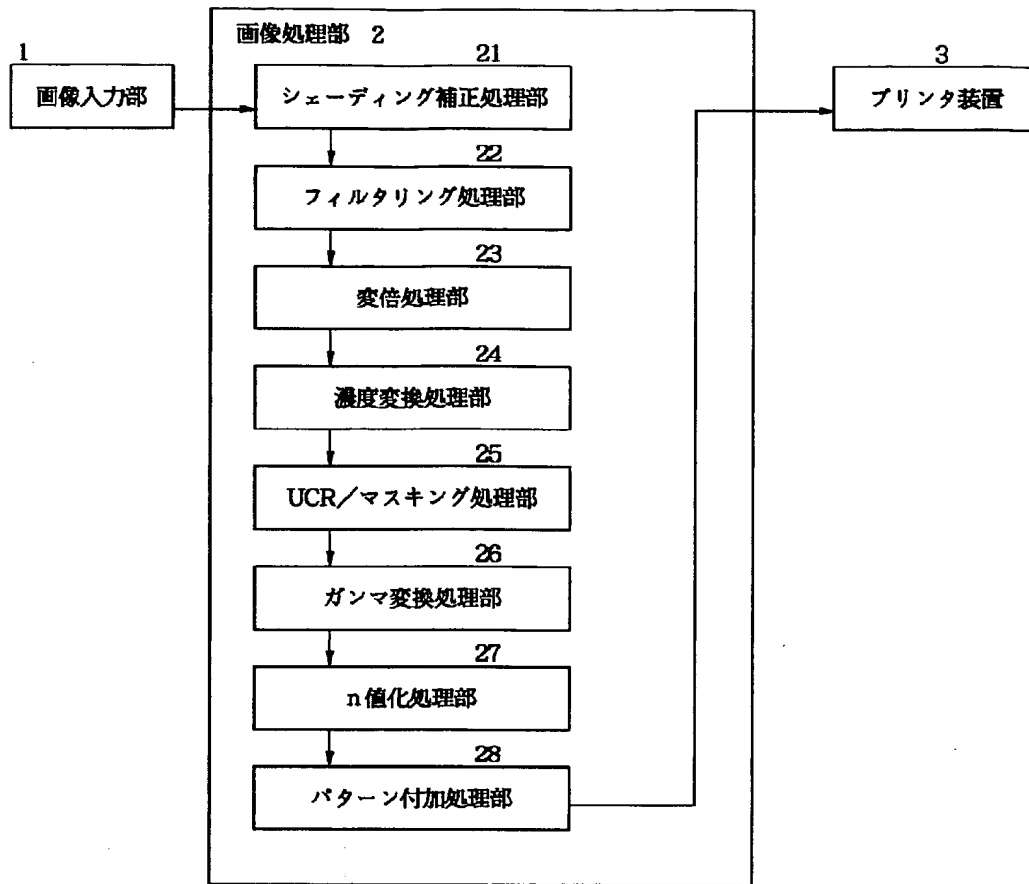 1
画像入力部
画像処理部 2
21
シェーディング補正処理部
22
フィルタリング処理部
23
変倍処理部
24
濃度変換処理部
25
UCR／マスキング処理部
26
ガンマ変換処理部
27
n値化処理部
28
パターン付加処理部
3
プリンタ装置